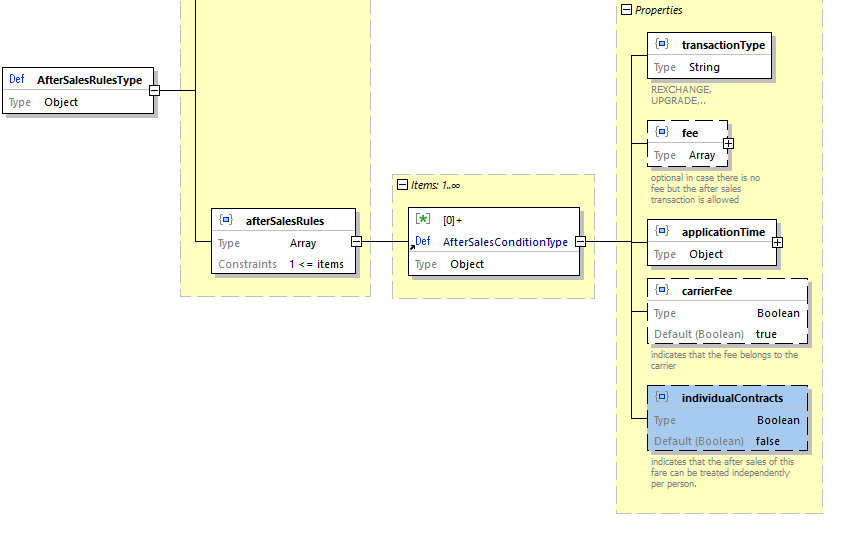 Properties
transactionType
Type String
REXCHANGE,
UPGRADE,..
Def AfterSalesRulesType
Type Object
fee
Type Array
optional in case there is no
fee but the after sales
transaction is allowed
Items: 1..∞
afterSalesRules
Type Array
Constraints 1 <= items
[0]+
Def AfterSalesConditionType
Type Object
applicationTime
Type Object
carrierFee
Type Boolean
Default (Boolean) true
indicates that the fee belongs to the
carrier
individualContracts
Type Boolean
Default (Boolean) false
indicates that the after sales of this
fare can be treated independently
per person.